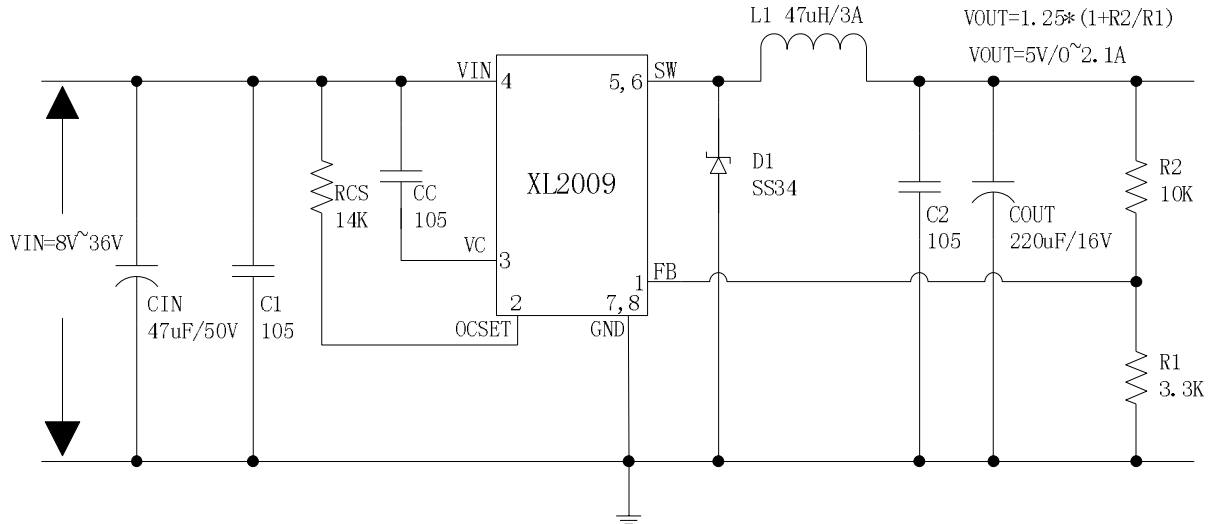 L1 47uH/3A
VOUT=1.25*(1+R2/R1)
VOUT=5V/0~2.1A
VIN
4
5,6
SW
XL2009
RCS
14K
CC
105
VC
3
D1
SS34
C2
105
COUT
220uF/16V
R2
10K
VIN=8V~36V
CIN
47uF/50V
C1
105
2
OCSET
7,8
GND
1
FB
R1
3.3K